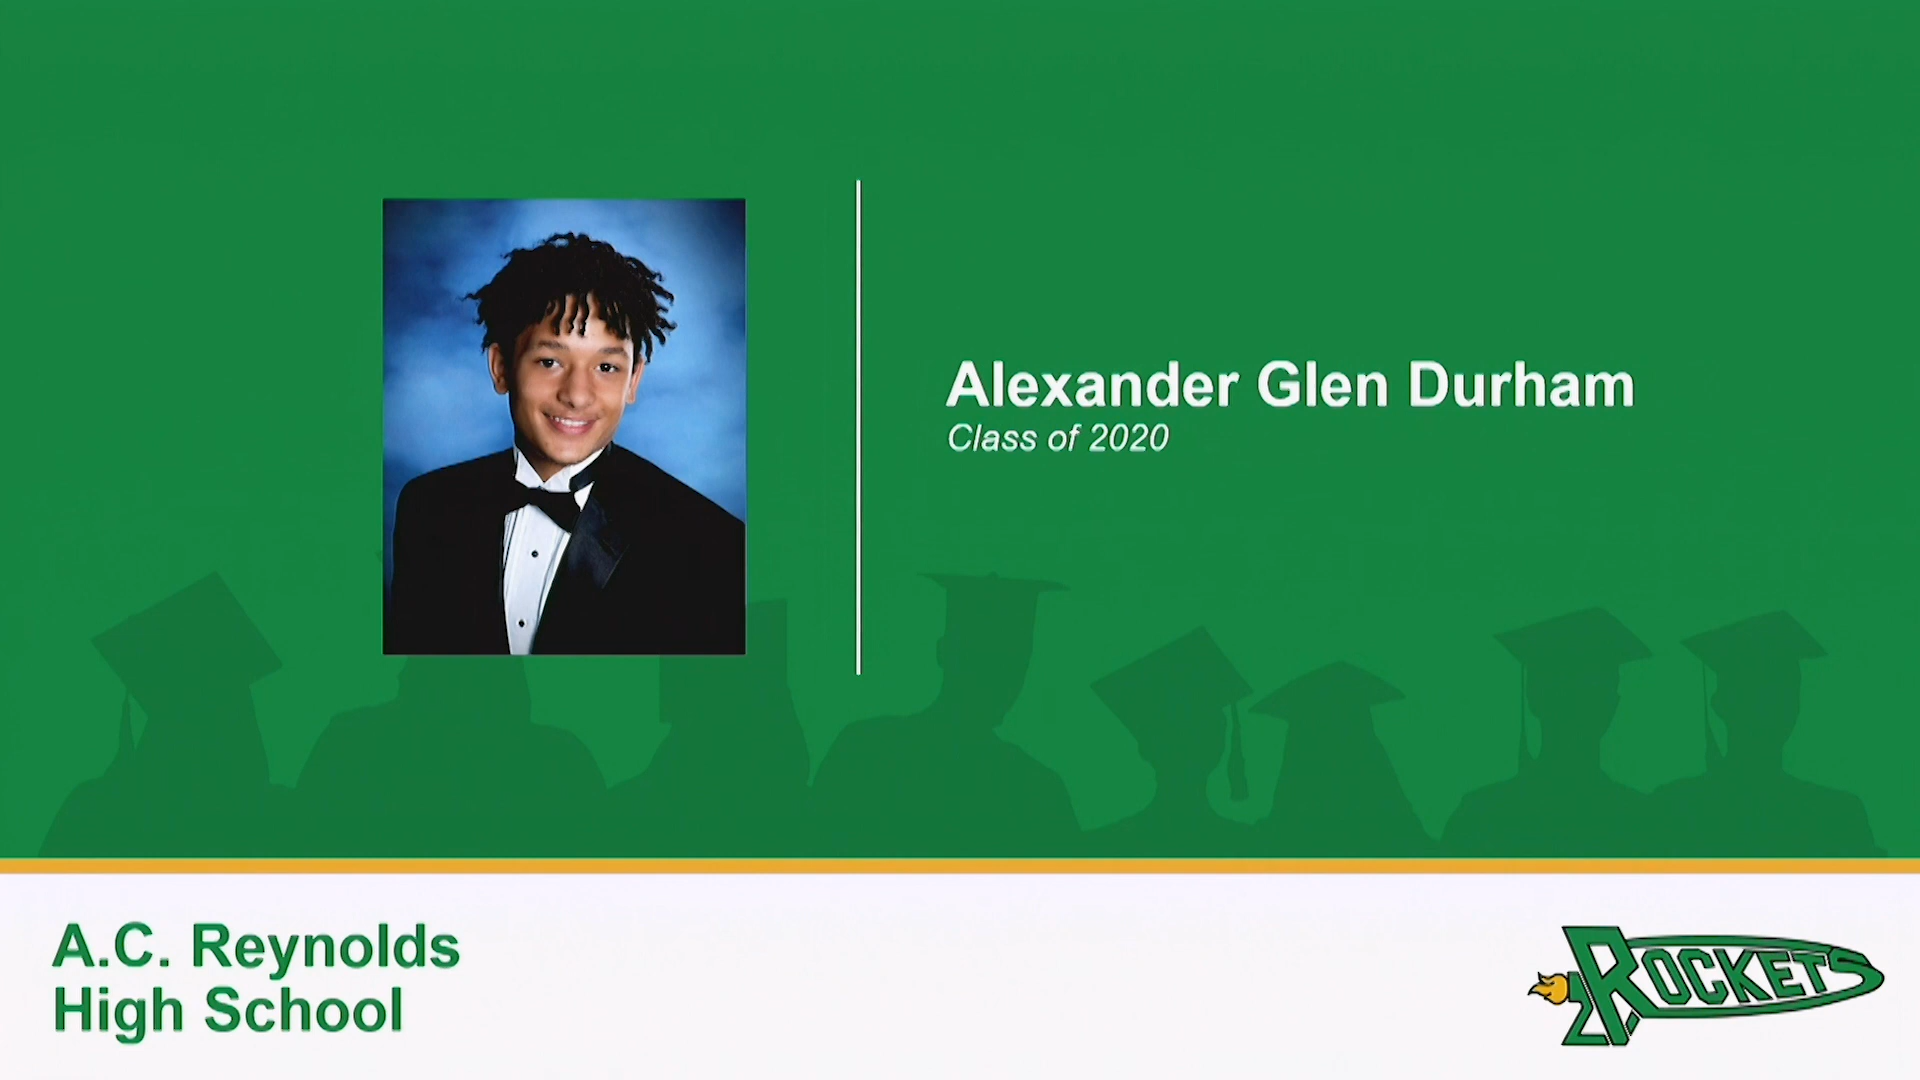 Alexander Glen Durham
Class of 2020
A.C. Reynolds
High School
ROCKETS